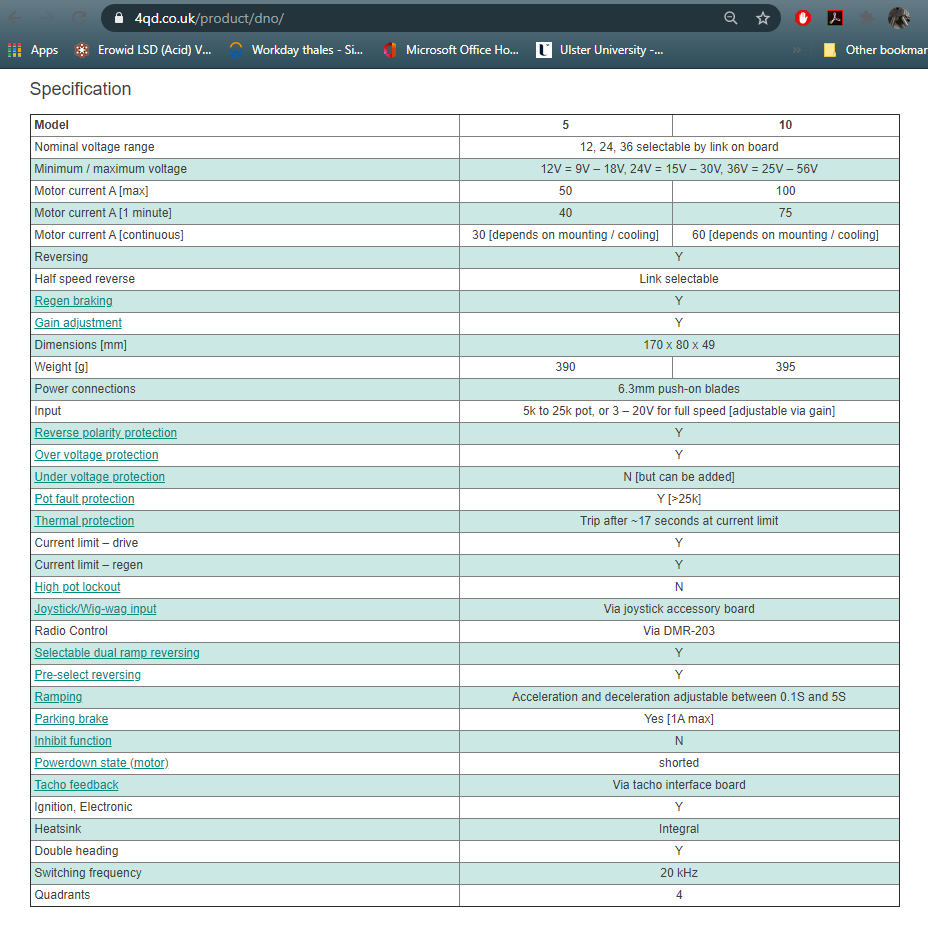 4qd.co.uk/product/dno/
Apps Erowid LSD (Acid) V... Workday thales - Si... Microsoft Office Ho... Ulster University -... » Other bookmar
Specification
Model 5 10
Nominal voltage range 12, 24, 36 selectable by link on board
Minimum / maximum voltage 12V = 9V – 18V, 24V = 15V – 30V, 36V = 25V – 56V
Motor current A [max] 50 100
Motor current A [1 minute] 40 75
Motor current A [continuous] 30 [depends on mounting / cooling] 60 [depends on mounting / cooling]
Reversing Y
Half speed reverse Link selectable
Regen braking Y
Gain adjustment Y
Dimensions [mm] 170 x 80 x 49
Weight [g] 390 395
Power connections 6.3mm push-on blades
Input 5k to 25k pot, or 3 – 20V for full speed [adjustable via gain]
Reverse polarity protection Y
Over voltage protection Y
Under voltage protection N [but can be added]
Pot fault protection Y [>25k]
Thermal protection Trip after ~17 seconds at current limit
Current limit – drive Y
Current limit – regen Y
High pot lockout N
Joystick/Wig-wag input Via joystick accessory board
Radio Control Via DMR-203
Selectable dual ramp reversing Y
Pre-select reversing Y
Ramping Acceleration and deceleration adjustable between 0.1S and 5S
Parking brake Yes [1A max]
Inhibit function N
Powerdown state (motor) shorted
Tacho feedback Via tacho interface board
Ignition, Electronic Y
Heatsink Integral
Double heading Y
Switching frequency 20 kHz
Quadrants 4